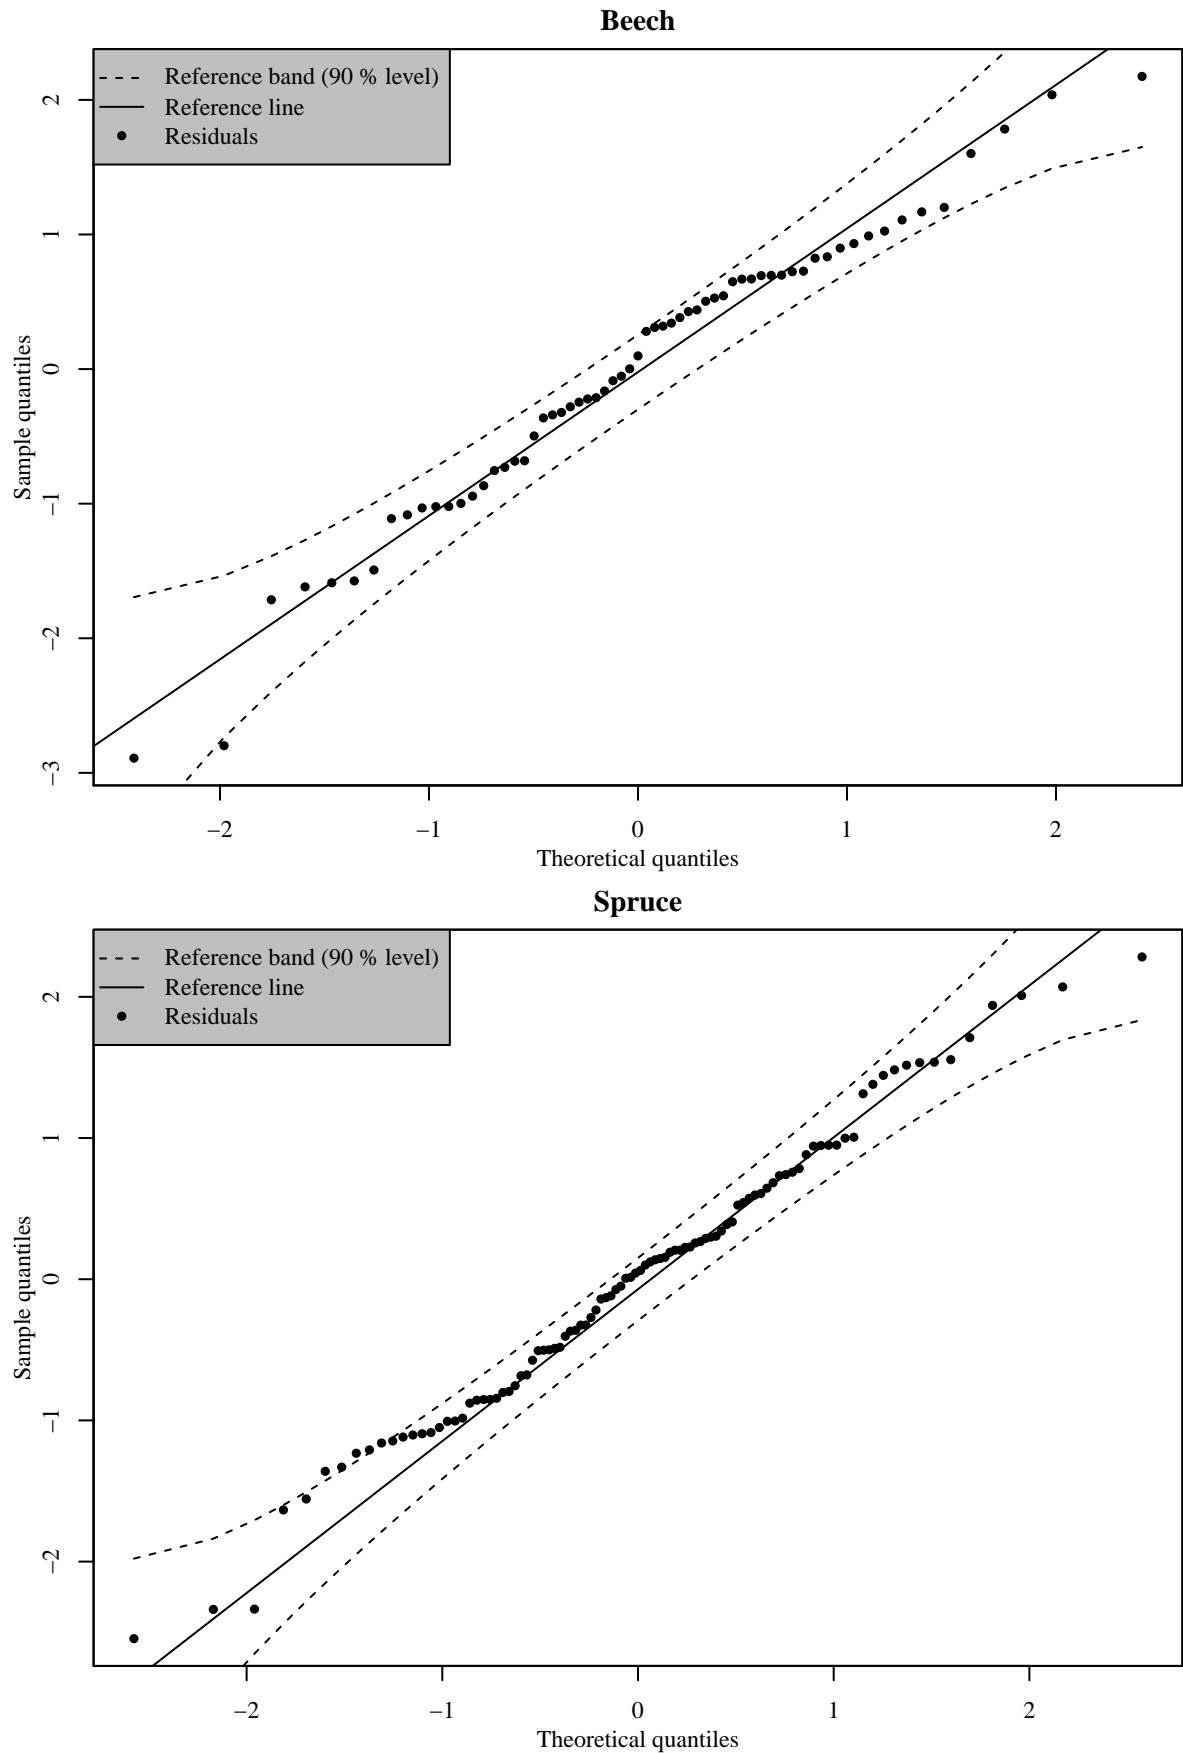 Beech
Reference band (90 % level)
Reference line
Residuals
Sample quantiles
2
1
0
−1
−2
−3
−2 −1 0 1 2
Theoretical quantiles
Spruce
Reference band (90 % level)
Reference line
Residuals
Sample quantiles
2
1
0
−1
−2
−2 −1 0 1 2
Theoretical quantiles